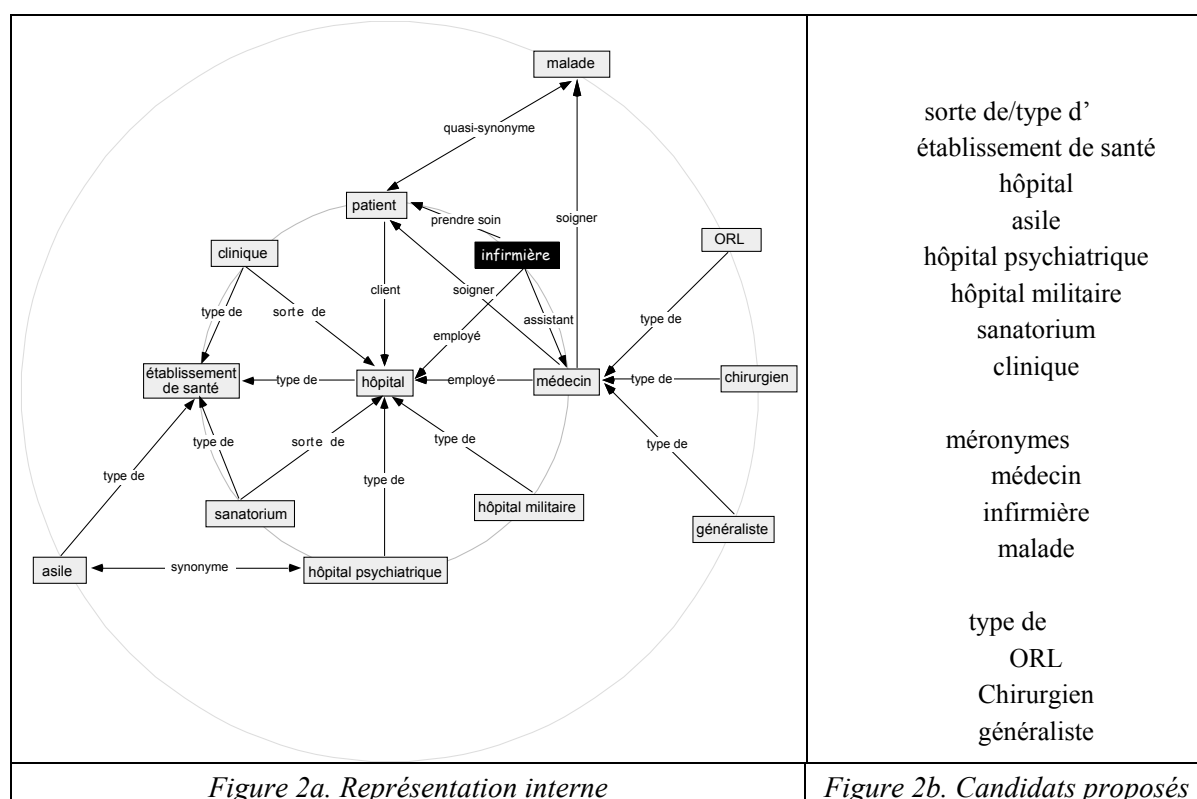 malade
quasi-synonyme
patient
prendre soin
soigner
ORL
clinique
infirmière
client
soigner
type de
sorte de
assistant
type de
employé
établissement
de santé
type de
hôpital
employé
médecin
type de
chirurgien
type de
sorte de
type de
type de
type de
type de
sanatorium
hôpital militaire
généraliste
asile
synonyme
hôpital psychiatrique
Figure 2a. Représentation interne
sorte de/type d’
établissement de santé
hôpital
asile
hôpital psychiatrique
hôpital militaire
sanatorium
clinique
méronymes
médecin
infirmière
malade
type de
ORL
Chirurgien
généraliste
Figure 2b. Candidats proposés